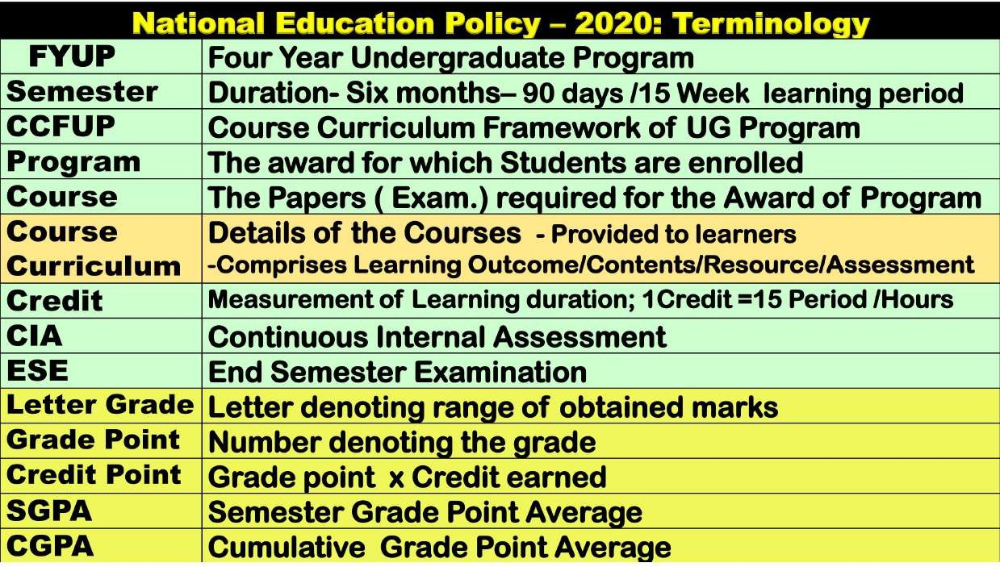 National Education Policy – 2020: Terminology
FYUP Four Year Undergraduate Program
Semester Duration- Six months– 90 days /15 Week learning period
CCFUP Course Curriculum Framework of UG Program
Program The award for which Students are enrolled
Course The Papers ( Exam.) required for the Award of Program
Course Details of the Courses - Provided to learners
Curriculum -Comprises Learning Outcome/Contents/Resource/Assessment
Credit Measurement of Learning duration; 1Credit =15 Period /Hours
CIA Continuous Internal Assessment
ESE End Semester Examination
Letter Grade Letter denoting range of obtained marks
Grade Point Number denoting the grade
Credit Point Grade point x Credit earned
SGPA Semester Grade Point Average
CGPA Cumulative Grade Point Average